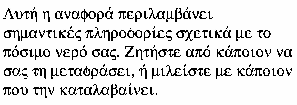 Αυτή η αναφορά περιλαμβάνει
σημαντικές πληροφορίες σχετικά με το
πόσιμο νερό σας. Ζητήστε από κάποιον να
σας τη μεταφράσει, ή μιλείστε με κάποιον
που την καταλαβαίνει.